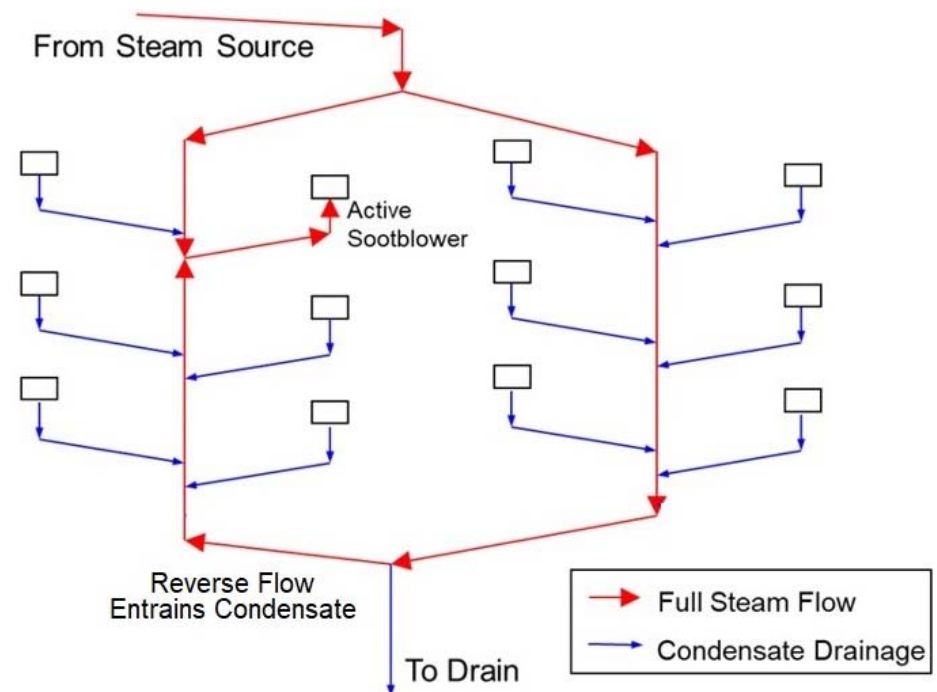 From Steam Source
Active
Sootblower
Reverse Flow
Entrains Condensate
To Drain
Full Steam Flow
Condensate Drainage